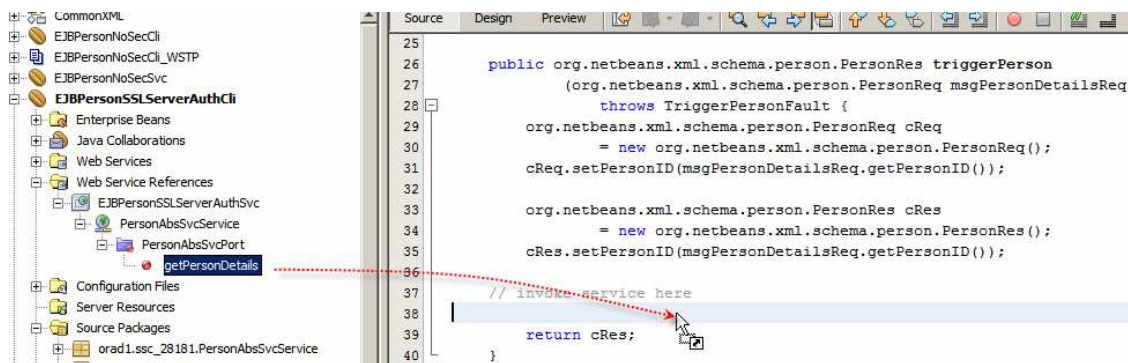 CommonXML
EJBPersonNoSecCli
EJBPersonNoSecCli_WSTP
EJBPersonNoSecSvc
EJBPersonSSLServerAuthCli
Enterprise Beans
Java Collaborations
Web Services
Web Service References
EJBPersonSSLServerAuthSvc
PersonAbsSvcService
PersonAbsSvcPort
getPersonDetails
Configuration Files
Server Resources
Source Packages
orad1.ssc_28181.PersonAbsSvcService
Source Design Preview
25
26 public org.netbeans.xml.schema.person.PersonRes triggerPerson
27 (org.netbeans.xml.schema.person.PersonReq msgPersonDetailsReq
28 throws TriggerPersonFault {
29 org.netbeans.xml.schema.person.PersonReq cReq
30 = new org.netbeans.xml.schema.person.PersonReq();
31 cReq.setPersonID(msgPersonDetailsReq.getPersonID());
32
33 org.netbeans.xml.schema.person.PersonRes cRes
34 = new org.netbeans.xml.schema.person.PersonRes();
35 cRes.setPersonID(msgPersonDetailsReq.getPersonID());
36
37 // invoke service here
38
39 return cRes;
40 }